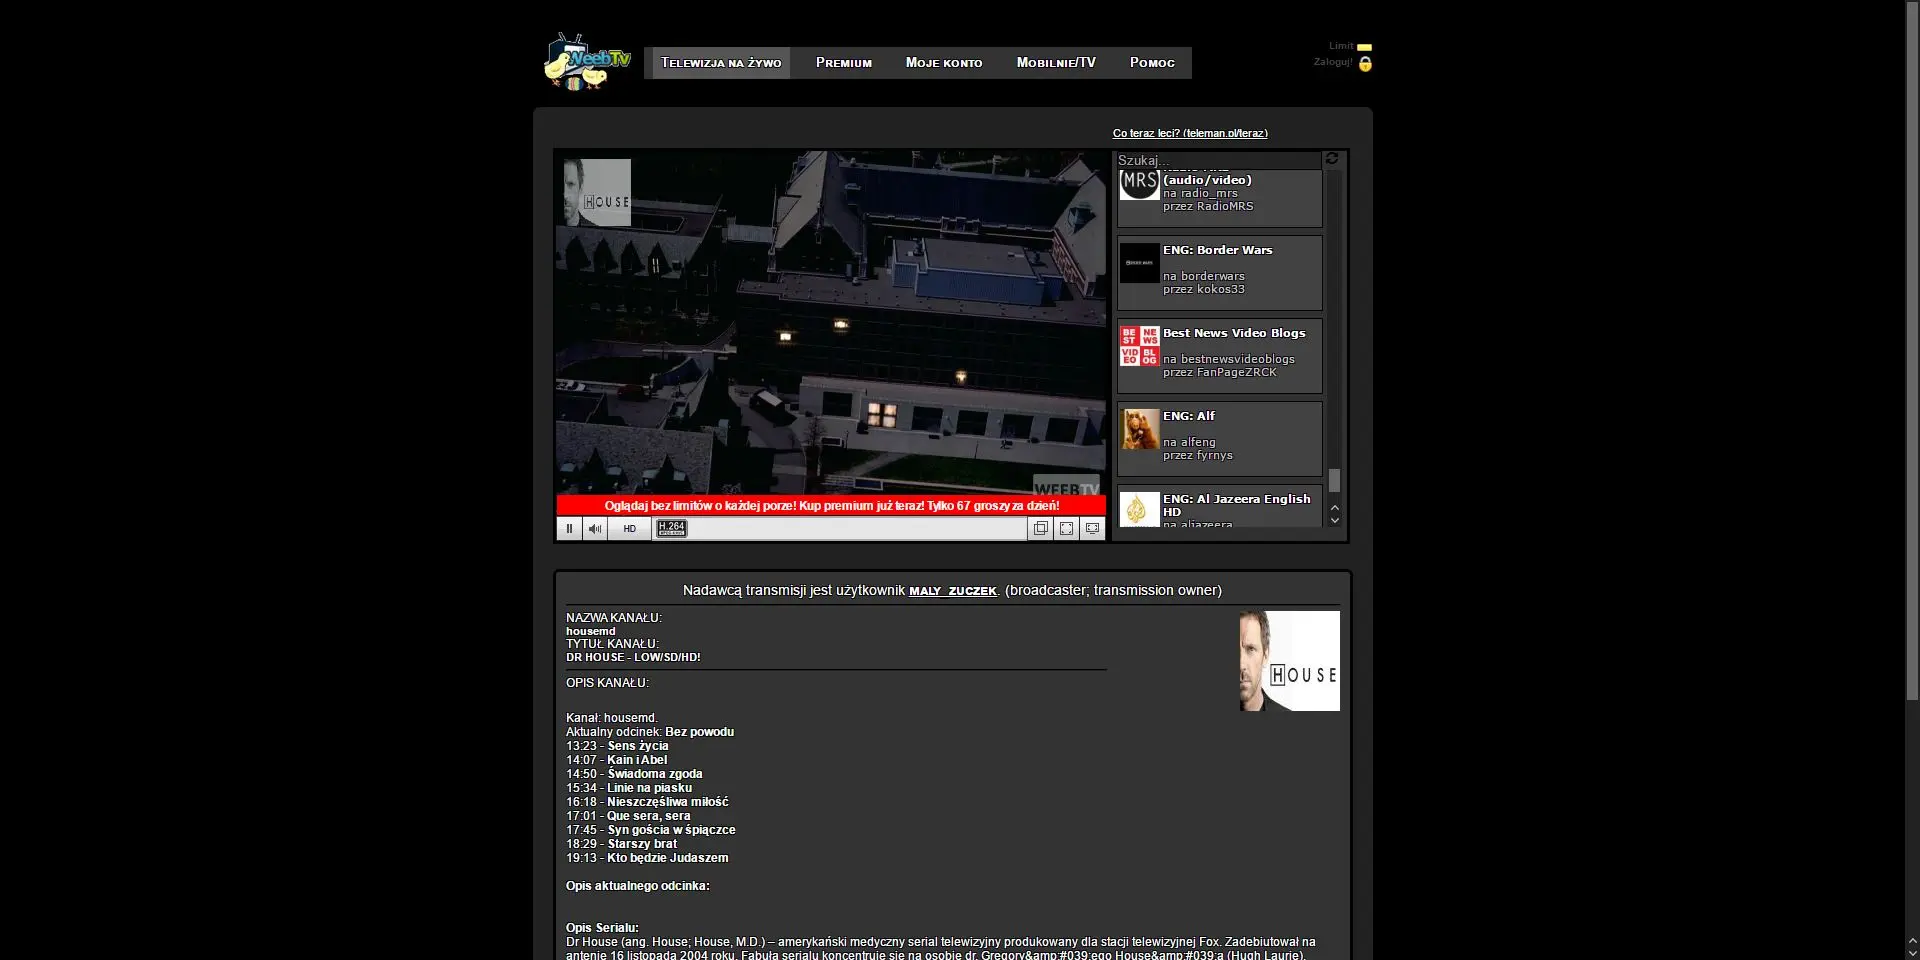 WeebTv
Telewizja na żywo
Premium
Moje konto
Mobilnie/TV
Pomoc
Limit
Zaloguj!
Co teraz leci? (teleman.pl/teraz)
HOUSE
WEEBTV
Oglądaj bez limitów o każdej porze! Kup premium już teraz! Tylko 67 groszy za dzień!
HD
H.264
Szukaj...
MRS
(audio/video)
na radio_mrs
przez RadioMRS
ENG: Border Wars
na borderwars
przez kokos33
BE NE
ST WS
VID BL
EO OG
Best News Video Blogs
na bestnewsvideoblogs
przez FanPageZRCK
ENG: Alf
na alfeng
przez fyrnys
ENG: Al Jazeera English
HD
na aljazeera
Nadawcą transmisji jest użytkownik MALY_ZUCZEK. (broadcaster; transmission owner)
NAZWA KANAŁU:
housemd
TYTUŁ KANAŁU:
DR HOUSE - LOW/SD/HD!
HOUSE
OPIS KANAŁU:
Kanał: housemd.
Aktualny odcinek: Bez powodu
13:23 - Sens życia
14:07 - Kain i Abel
14:50 - Świadoma zgoda
15:34 - Linie na piasku
16:18 - Nieszczęśliwa miłość
17:01 - Que sera, sera
17:45 - Syn gościa w śpiączce
18:29 - Starszy brat
19:13 - Kto będzie Judaszem
Opis aktualnego odcinka:
Opis Serialu:
Dr House (ang. House; House, M.D.) – amerykański medyczny serial telewizyjny produkowany dla stacji telewizyjnej Fox. Zadebiutował na
antenie 16 listopada 2004 roku. Fabuła serialu koncentruje się na osobie dr. Gregory&amp;#039;ego House&amp;#039;a (Hugh Laurie),